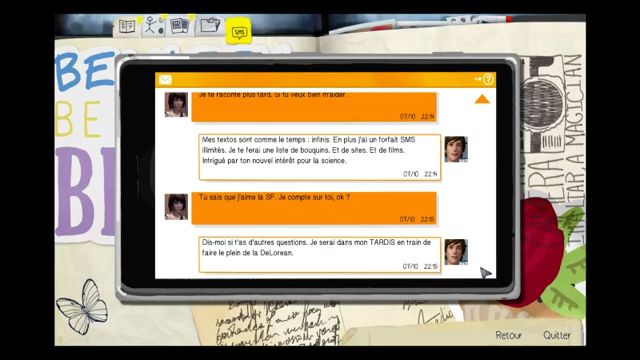 SMS
BE
BE
B
Je te raconte plus tard. Si tu veux bien m'aider.
07/10 22:14
Mes textos sont comme le temps : infinis. En plus j'ai un forfait SMS
illimités. Je te ferai une liste de bouquins. Et de sites. Et de films.
Intrigué par ton nouvel intérêt pour la science.
07/10 22:14
Tu sais que j'aime la SF. Je compte sur toi, ok ?
07/10 22:15
Dis-moi si t'as d'autres questions. Je serai dans mon TARDIS en train de
faire le plein de la DeLorean.
07/10 22:15
?
MAGICIAN
Retour Quitter